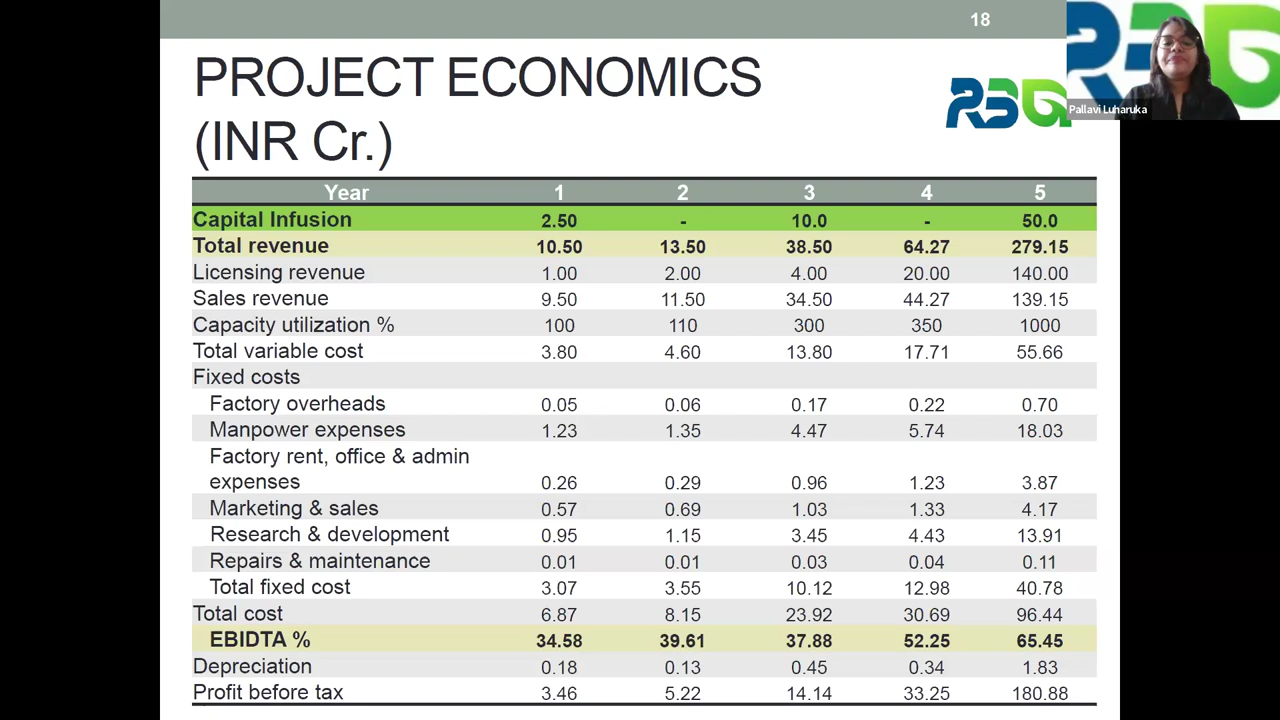 18
PROJECT ECONOMICS
(INR Cr.)
Pallavi Luharuka
Year 1 2 3 4 5
Capital Infusion 2.50 - 10.0 - 50.0
Total revenue 10.50 13.50 38.50 64.27 279.15
Licensing revenue 1.00 2.00 4.00 20.00 140.00
Sales revenue 9.50 11.50 34.50 44.27 139.15
Capacity utilization % 100 110 300 350 1000
Total variable cost 3.80 4.60 13.80 17.71 55.66
Fixed costs
Factory overheads 0.05 0.06 0.17 0.22 0.70
Manpower expenses 1.23 1.35 4.47 5.74 18.03
Factory rent, office & admin
expenses 0.26 0.29 0.96 1.23 3.87
Marketing & sales 0.57 0.69 1.03 1.33 4.17
Research & development 0.95 1.15 3.45 4.43 13.91
Repairs & maintenance 0.01 0.01 0.03 0.04 0.11
Total fixed cost 3.07 3.55 10.12 12.98 40.78
Total cost 6.87 8.15 23.92 30.69 96.44
EBIDTA % 34.58 39.61 37.88 52.25 65.45
Depreciation 0.18 0.13 0.45 0.34 1.83
Profit before tax 3.46 5.22 14.14 33.25 180.88